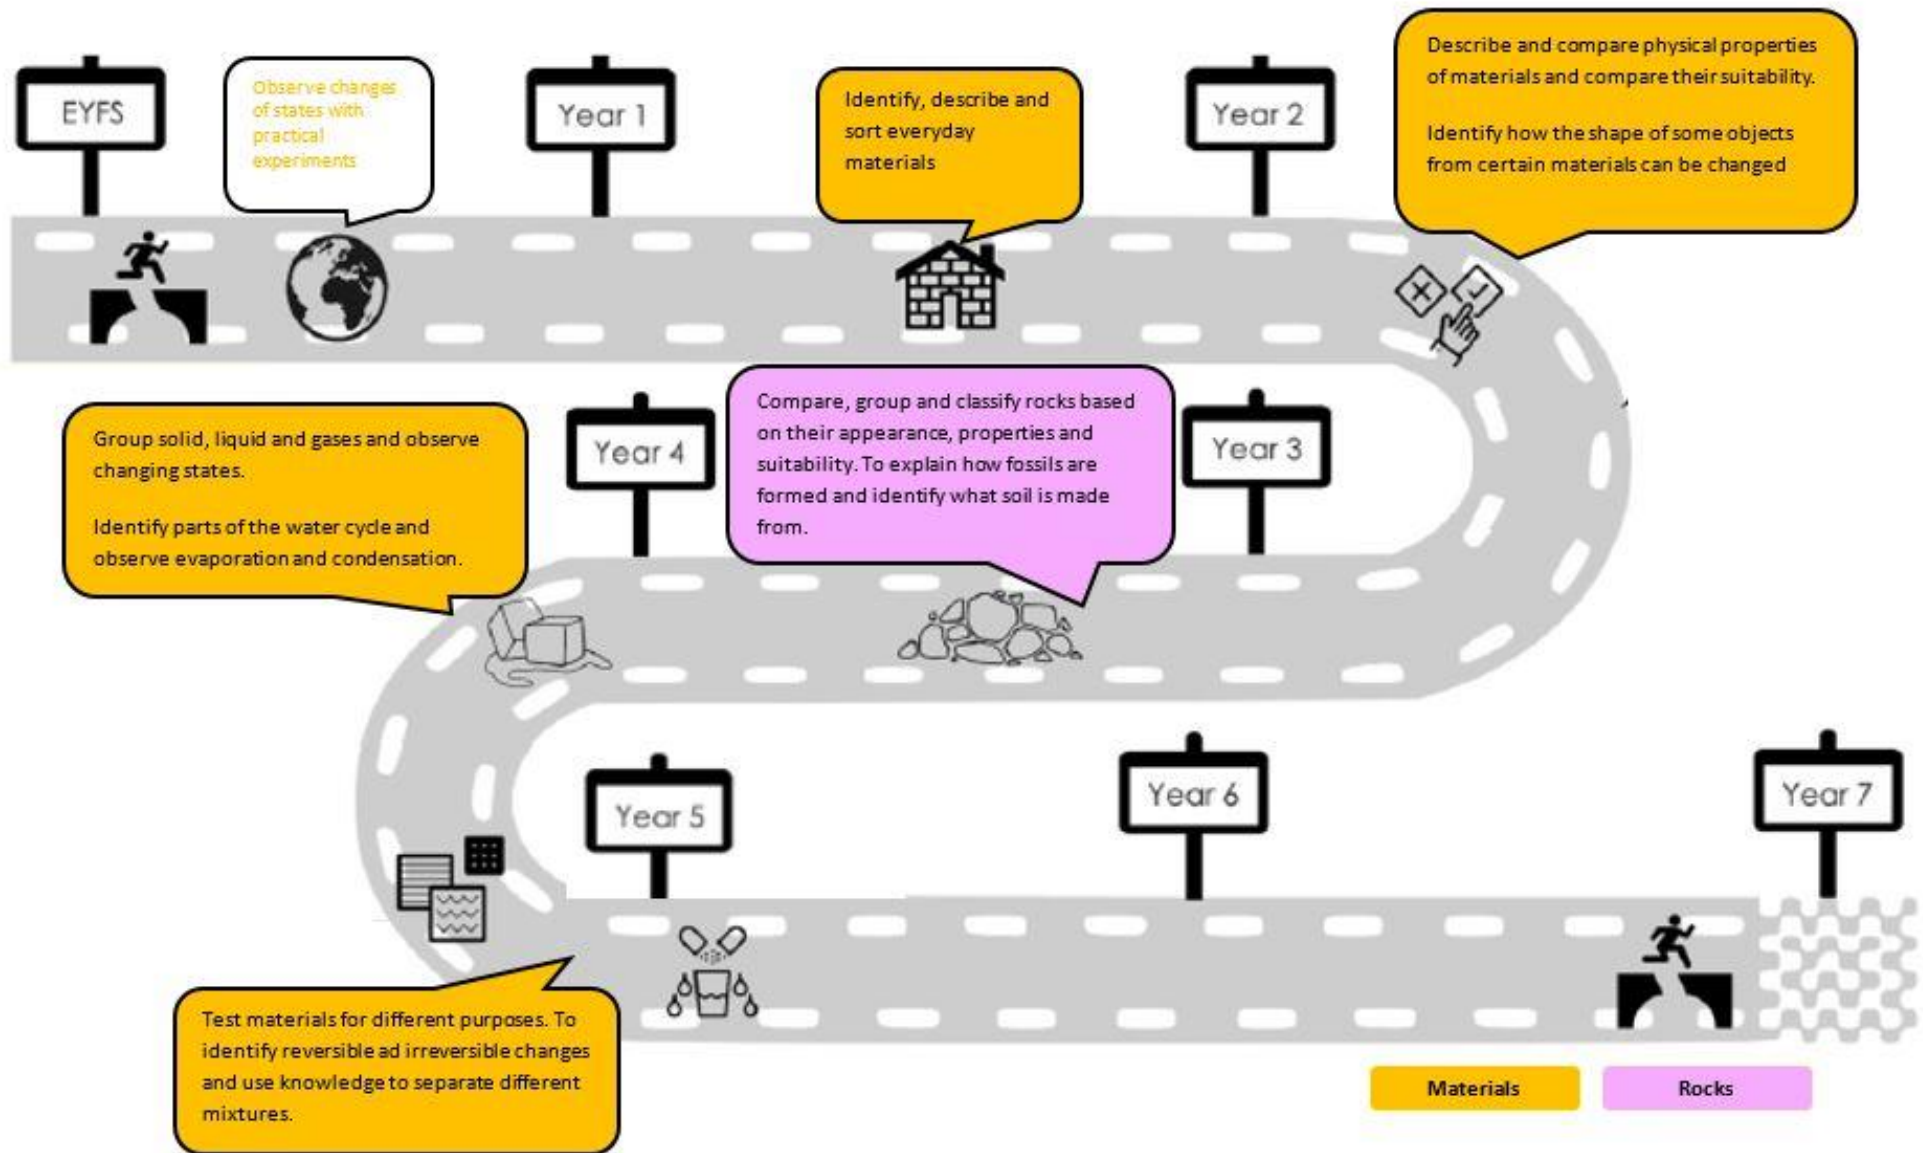 EYFS
Observe changes
of states with
practical
experiments
Year 1
Identify, describe and
sort everyday
materials
Year 2
Describe and compare physical properties
of materials and compare their suitability.
Identify how the shape of some objects
from certain materials can be changed
Year 3
Compare, group and classify rocks based
on their appearance, properties and
suitability. To explain how fossils are
formed and identify what soil is made
from.
Year 4
Group solid, liquid and gases and observe
changing states.
Identify parts of the water cycle and
observe evaporation and condensation.
Year 5
Test materials for different purposes. To
identify reversible ad irreversible changes
and use knowledge to separate different
mixtures.
Year 6
Year 7
Materials
Rocks